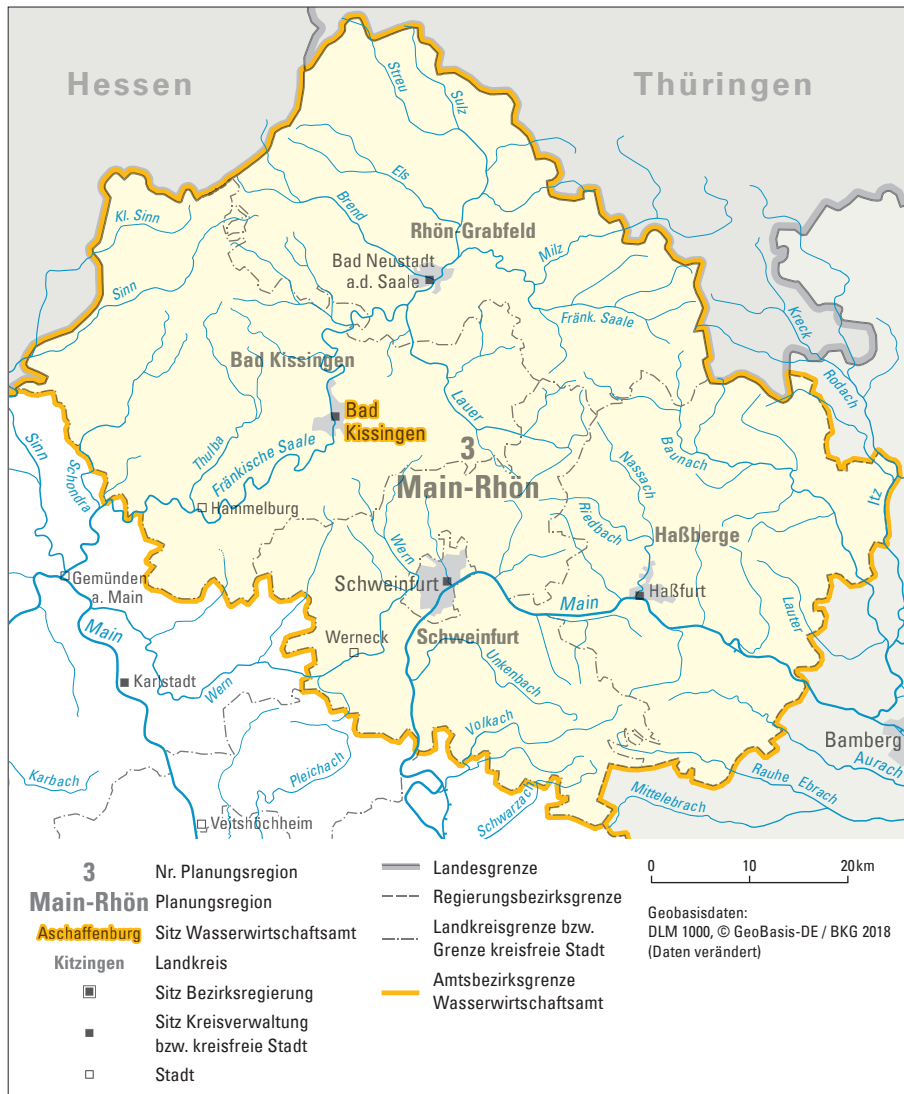 Hessen
Thüringen
Streu
Sulz
Els
Brend
Kl. Sinn
Rhön-Grabfeld
Milz
Bad Neustadt
a.d. Saale
Sinn
Kreck
Fränk. Saale
Bad Kissingen
Rodach
Lauer
Bad
Kissingen
Sinn
Thulba
Fränkische Saale
3
Main-Rhön
Nassach
Baunach
Schondra
Itz
Hammelburg
Riedbach
Haßberge
Wern
Gemünden
a. Main
Schweinfurt
Main
Haßfurt
Lauter
Main
Werneck
Schweinfurt
Unkenbach
Karlstadt
Wern
Volkach
Bamberg
Aurach
Karbach
Pleichach
Rauhe Ebrach
Mittelebrach
Schwarzach
Veitshöchheim
3
Nr. Planungsregion
Main-Rhön
Planungsregion
Aschaffenburg
Sitz Wasserwirtschaftsamt
Kitzingen
Landkreis
Sitz Bezirksregierung
Sitz Kreisverwaltung
bzw. kreisfreie Stadt
Stadt
Landesgrenze
Regierungsbezirksgrenze
Landkreisgrenze bzw.
Grenze kreisfreie Stadt
Amtsbezirksgrenze
Wasserwirtschaftsamt
0 10 20km
Geobasisdaten:
DLM 1000, © GeoBasis-DE / BKG 2018
(Daten verändert)